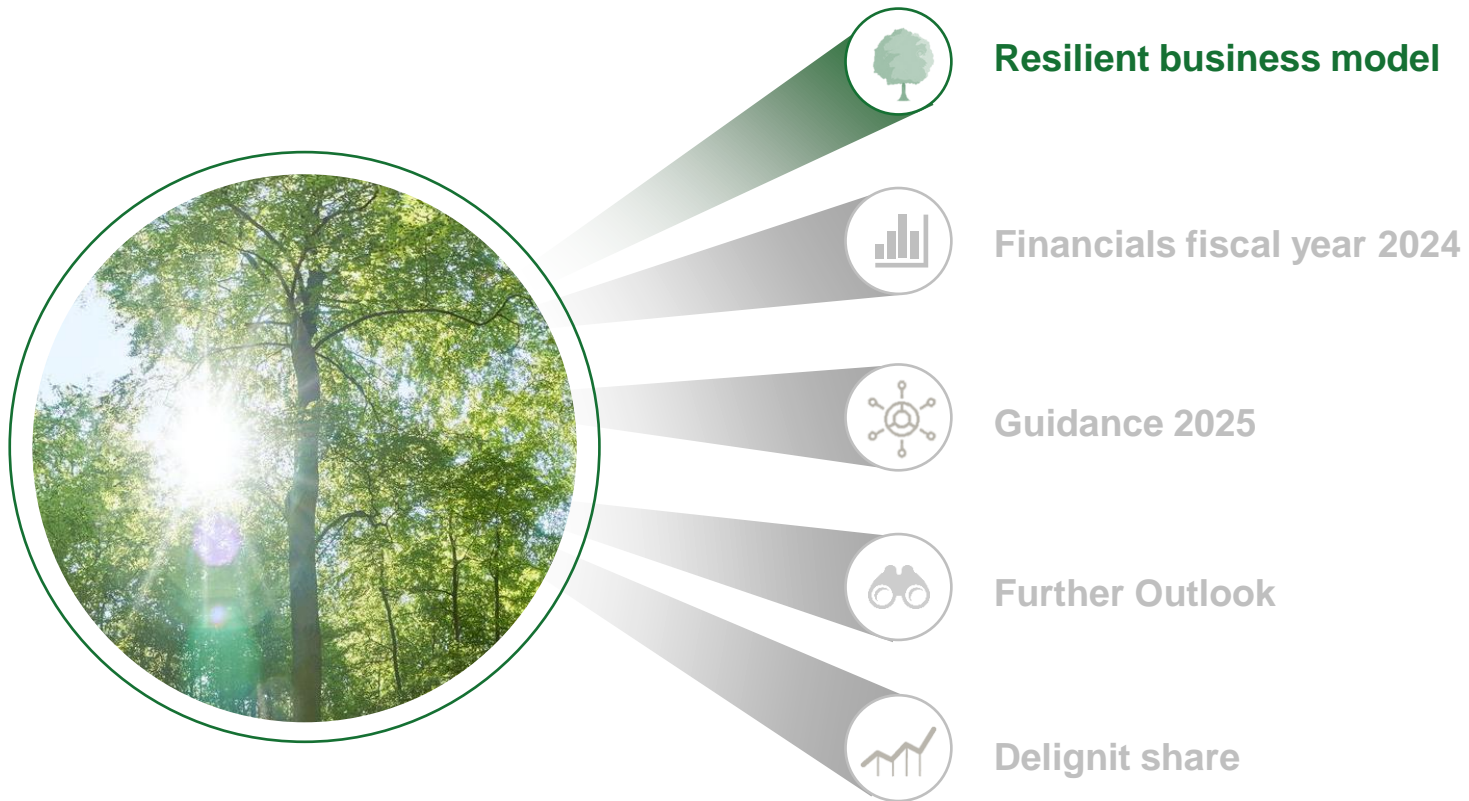 Resilient business model
Financials fiscal year 2024
Guidance 2025
Further Outlook
Delignit share